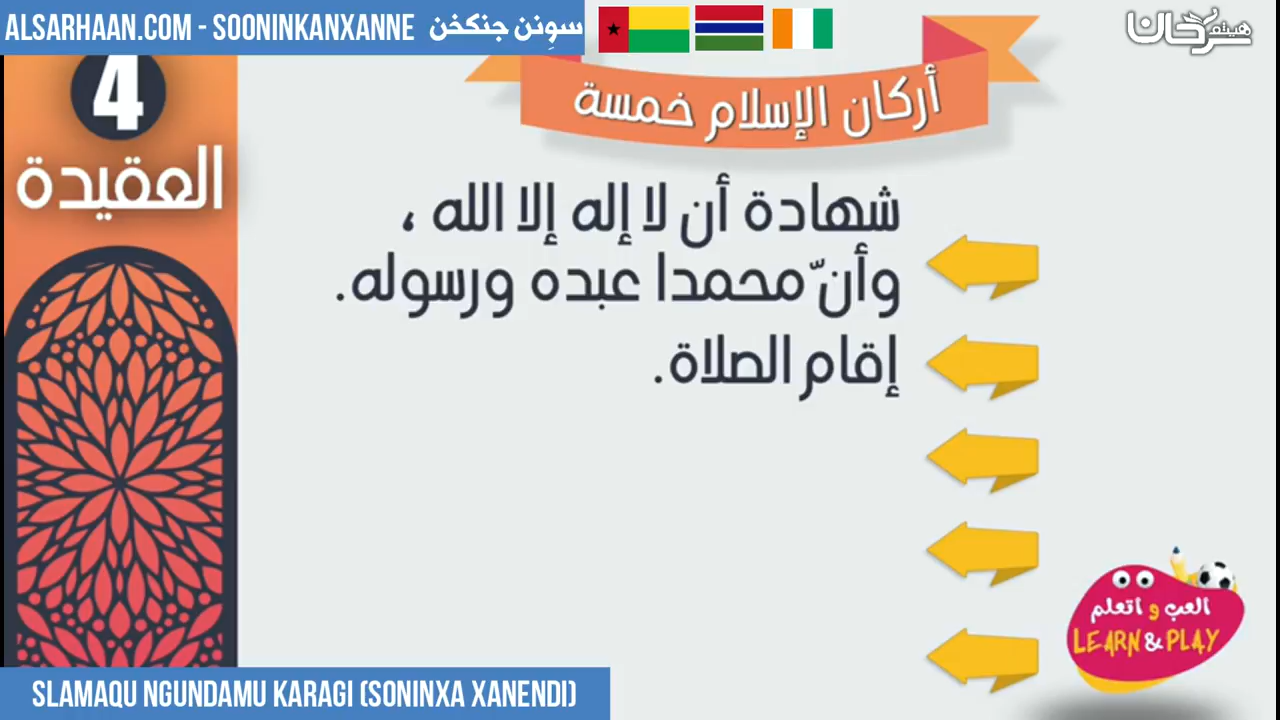 ALSARHAAN.COM - SOONINKANXANNE سوِنن جنكخن
هيثم سرحان
4
العقيدة
أركان الإسلام خمسة
شهادة أن لا إله إلا الله ،
وأنّ محمدا عبده ورسوله.
إقام الصلاة.
العب و اتعلم
LEARN & PLAY
SLAMAQU NGUNDAMU KARAGI (SONINXA XANENDI)